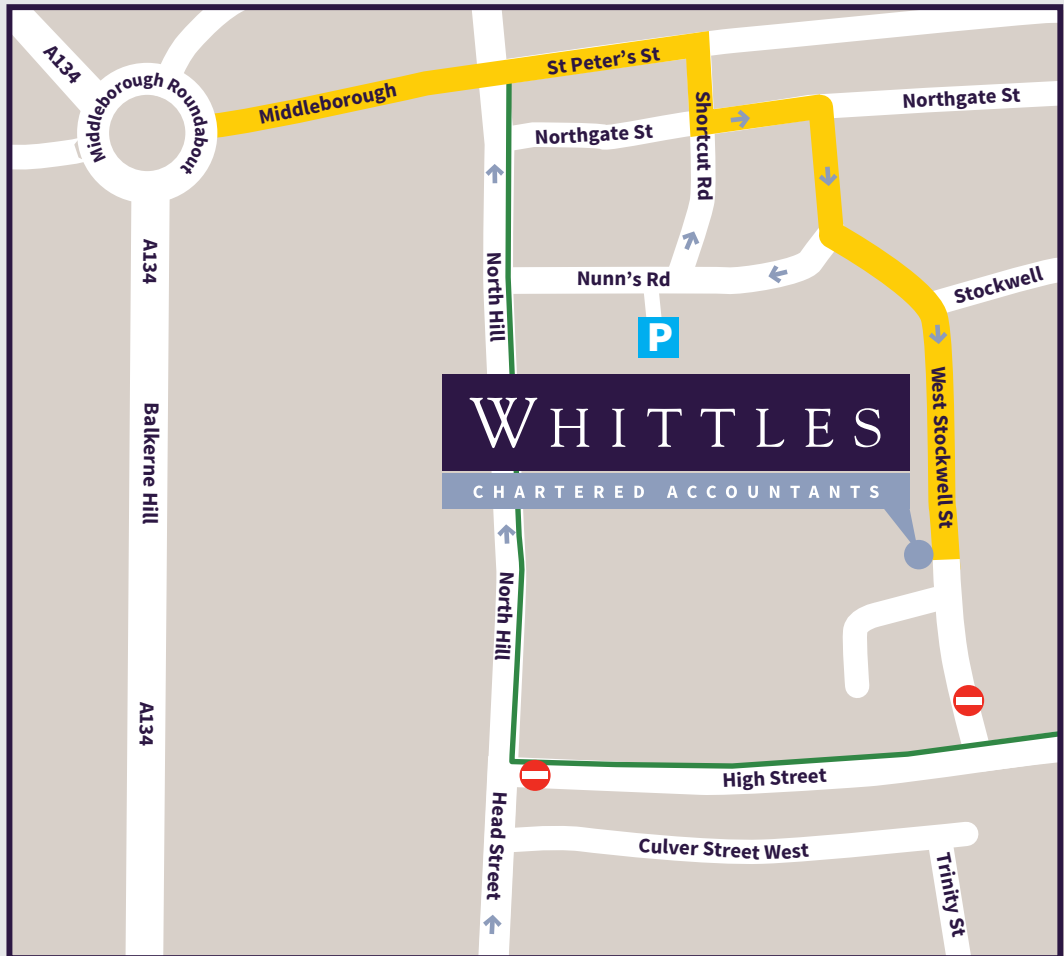 A134
Middleborough Roundabout
Middleborough
St Peter's St
Northgate St
Northgate St
Shortcut Rd
A134
North Hill
Nunn's Rd
Stockwell
P
WHITTLES
CHARTERED ACCOUNTANTS
West Stockwell St
Balkerne Hill
North Hill
A134
High Street
Head Street
Culver Street West
Trinity St